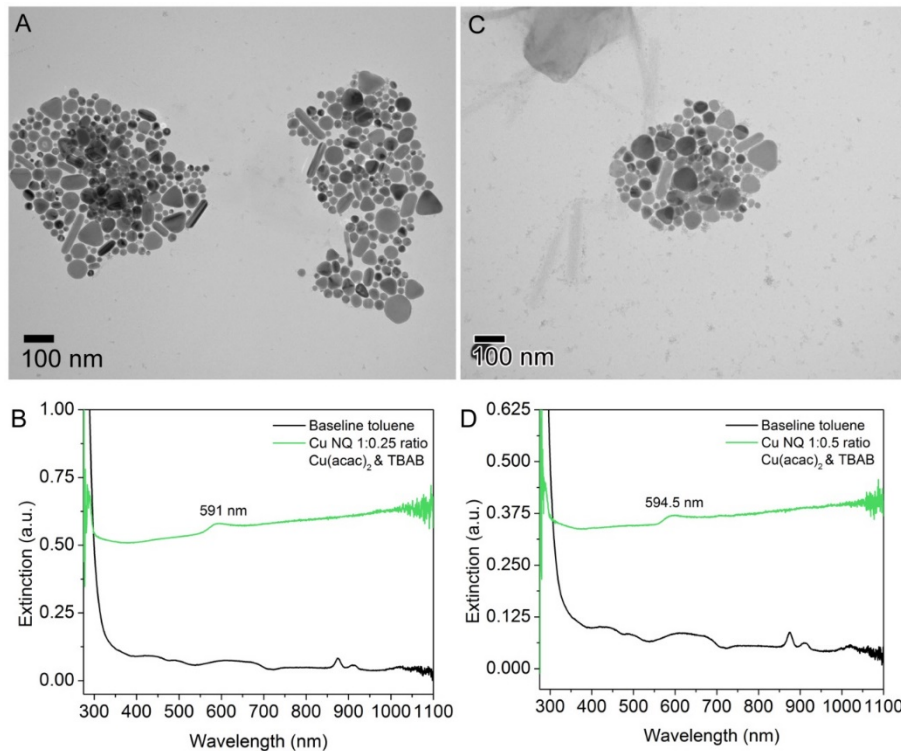 A
100 nm
C
100 nm
B
1.00
0.75
0.50
0.25
0.00
Extinction (a.u.)
Baseline toluene
Cu NQ 1:0.25 ratio
Cu(acac)₂ & TBAB
591 nm
300 400 500 600 700 800 900 1000 1100
Wavelength (nm)
D
0.625
0.500
0.375
0.250
0.125
0.000
Extinction (a.u.)
Baseline toluene
Cu NQ 1:0.5 ratio
Cu(acac)₂ & TBAB
594.5 nm
300 400 500 600 700 800 900 1000 1100
Wavelength (nm)